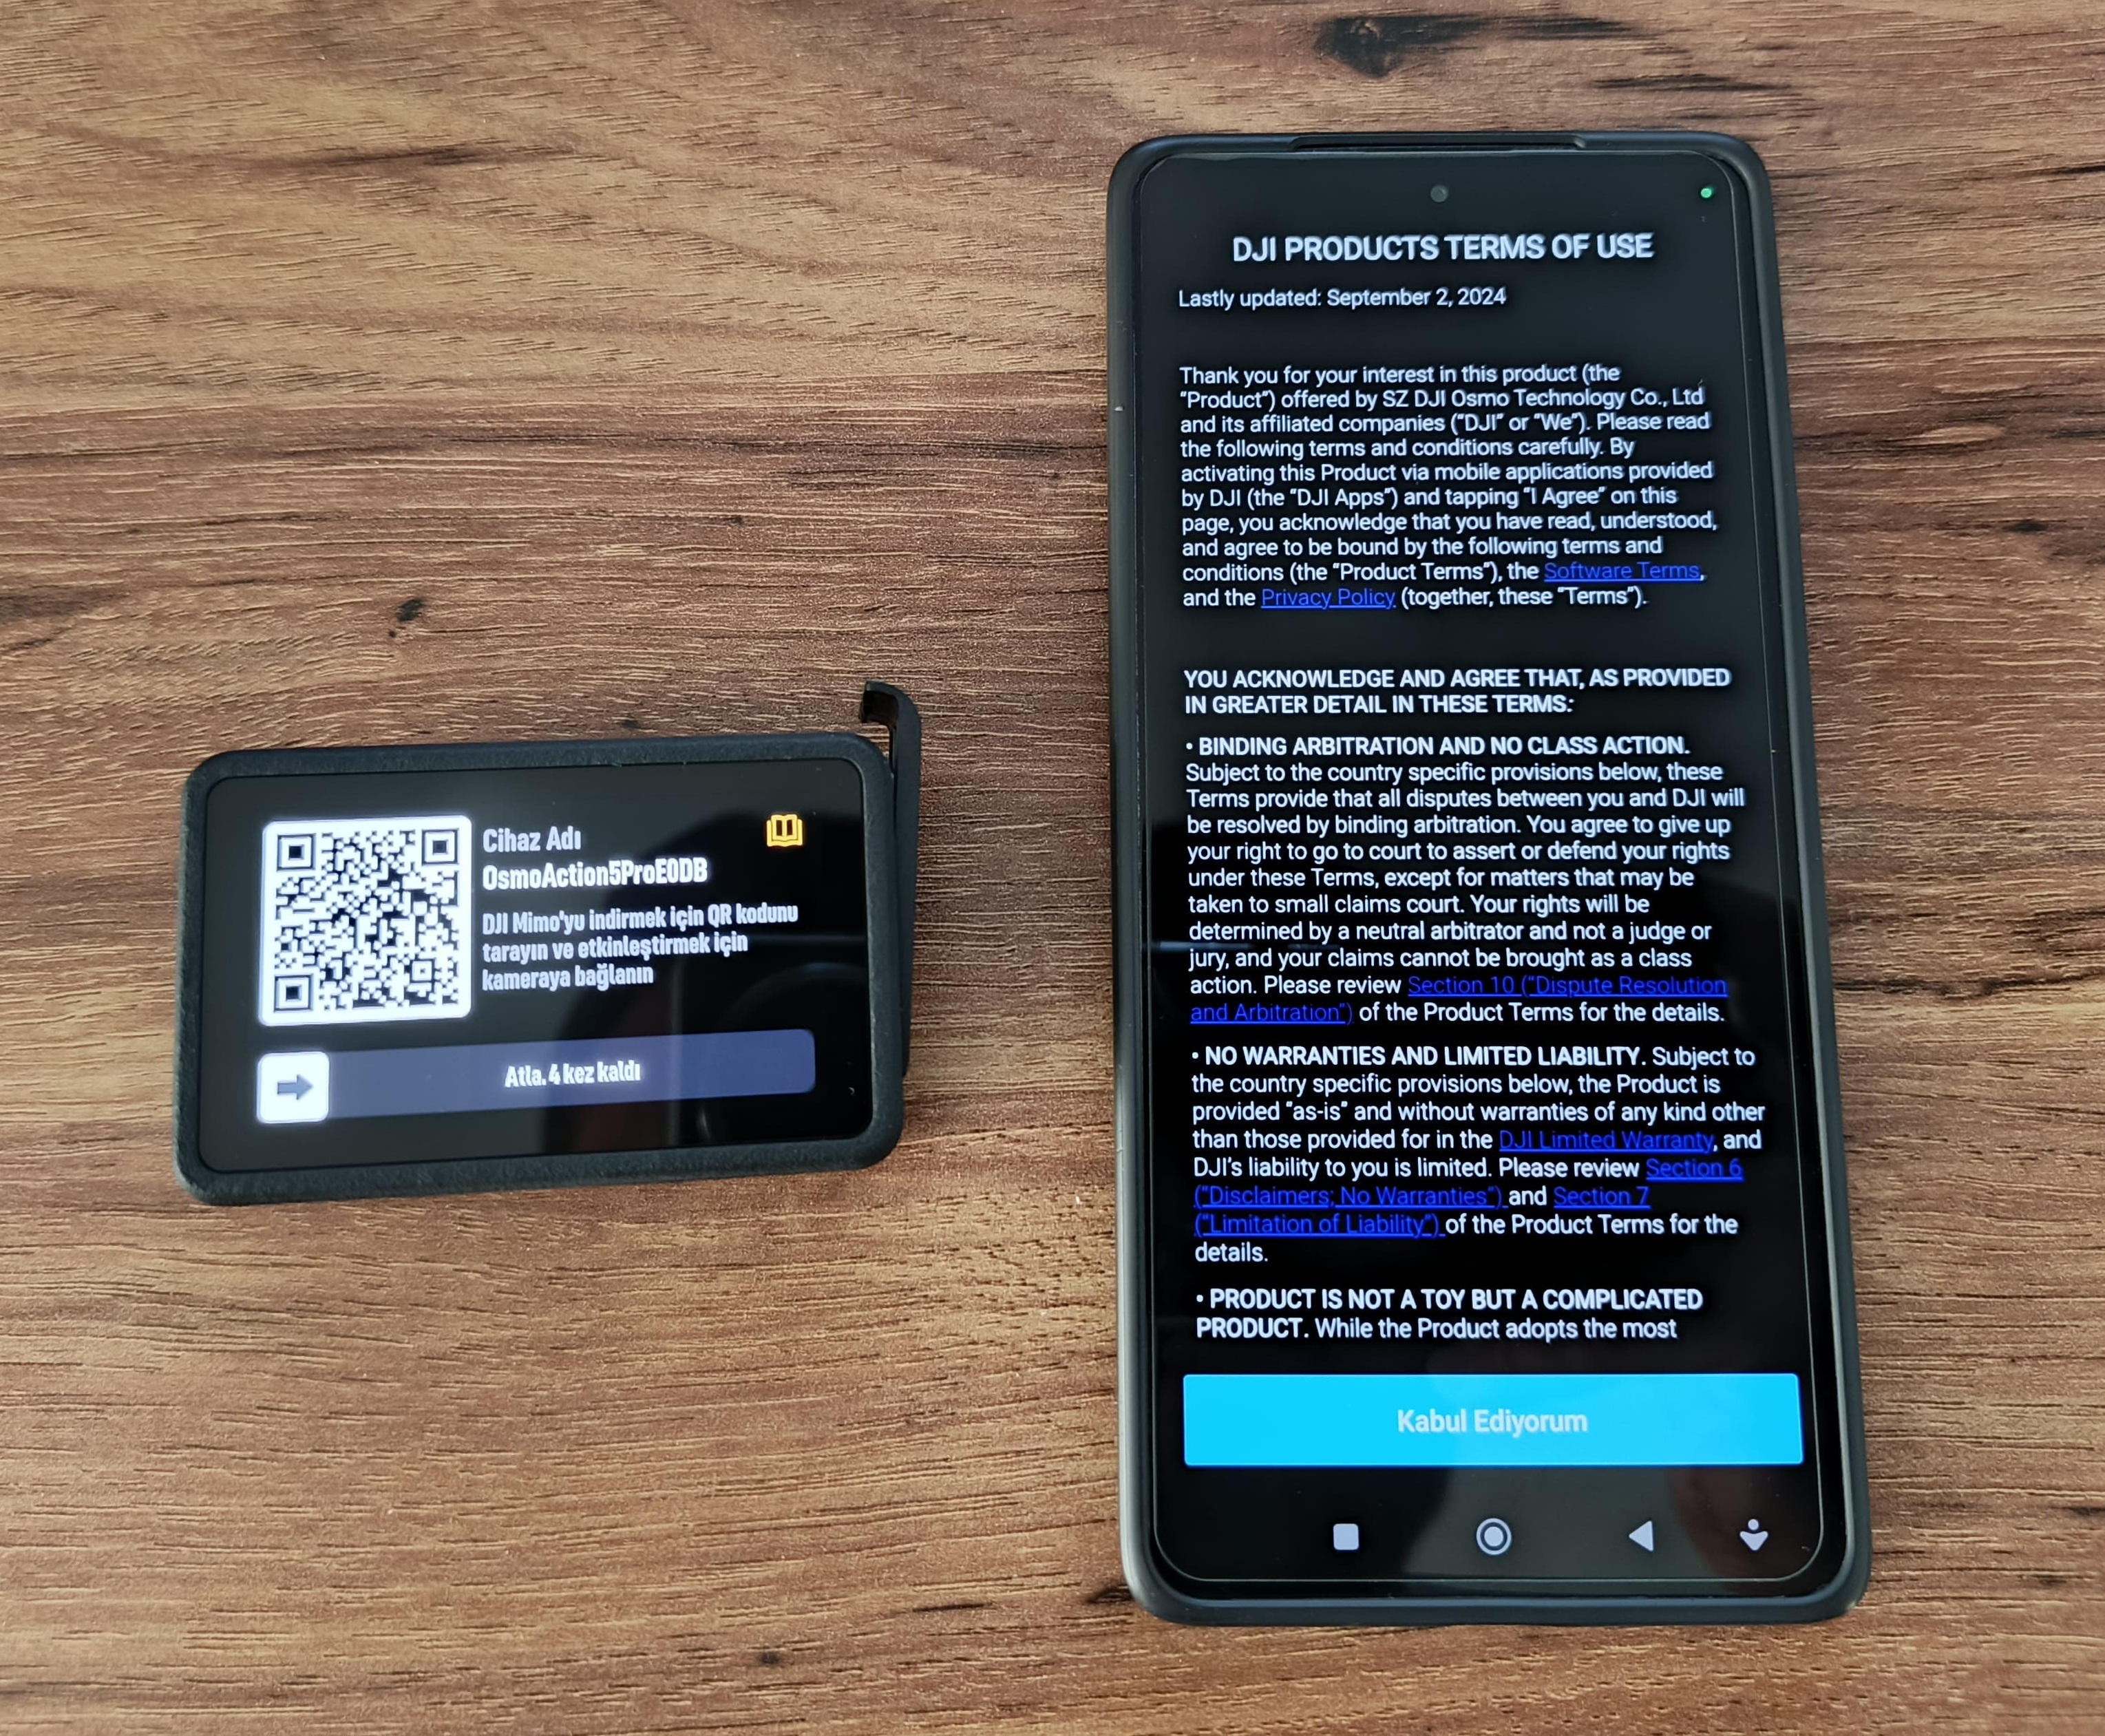 Cihaz Adı
OsmoAction5ProE0DB
DJI Mimo'yu indirmek için QR kodunu
tarayın ve etkinleştirmek için
kameraya bağlanın
Atla. 4 kez kaldı
DJI PRODUCTS TERMS OF USE
Lastly updated: September 2, 2024
Thank you for your interest in this product (the
“Product”) offered by SZ DJI Osmo Technology Co., Ltd
and its affiliated companies (“DJI” or “We”). Please read
the following terms and conditions carefully. By
activating this Product via mobile applications provided
by DJI (the “DJI Apps”) and tapping “I Agree” on this
page, you acknowledge that you have read, understood,
and agree to be bound by the following terms and
conditions (the “Product Terms”), the Software Terms,
and the Privacy Policy (together, these “Terms”).
YOU ACKNOWLEDGE AND AGREE THAT, AS PROVIDED
IN GREATER DETAIL IN THESE TERMS:
• BINDING ARBITRATION AND NO CLASS ACTION.
Subject to the country specific provisions below, these
Terms provide that all disputes between you and DJI will
be resolved by binding arbitration. You agree to give up
your right to go to court to assert or defend your rights
under these Terms, except for matters that may be
taken to small claims court. Your rights will be
determined by a neutral arbitrator and not a judge or
jury, and your claims cannot be brought as a class
action. Please review Section 10 (“Dispute Resolution
and Arbitration”) of the Product Terms for the details.
• NO WARRANTIES AND LIMITED LIABILITY. Subject to
the country specific provisions below, the Product is
provided “as-is” and without warranties of any kind other
than those provided for in the DJI Limited Warranty, and
DJI’s liability to you is limited. Please review Section 6
(“Disclaimers; No Warranties”) and Section 7
(“Limitation of Liability”) of the Product Terms for the
details.
• PRODUCT IS NOT A TOY BUT A COMPLICATED
PRODUCT. While the Product adopts the most
Kabul Ediyorum